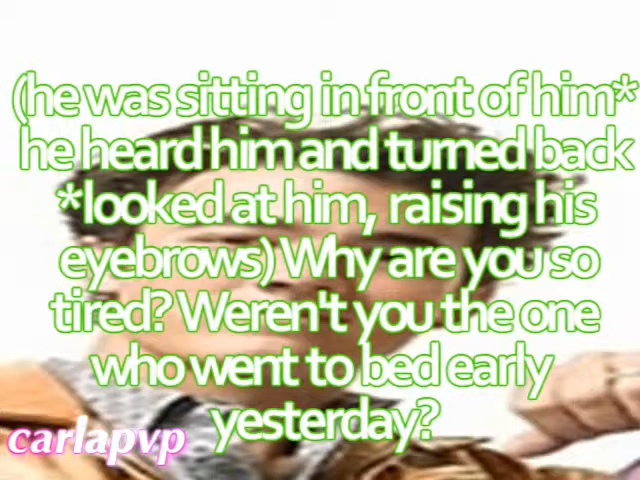 (he was sitting in front of him*
he heard him and turned back
*looked at him, raising his
eyebrows) Why are you so
tired? Weren't you the one
who went to bed early
yesterday?
carlapvp